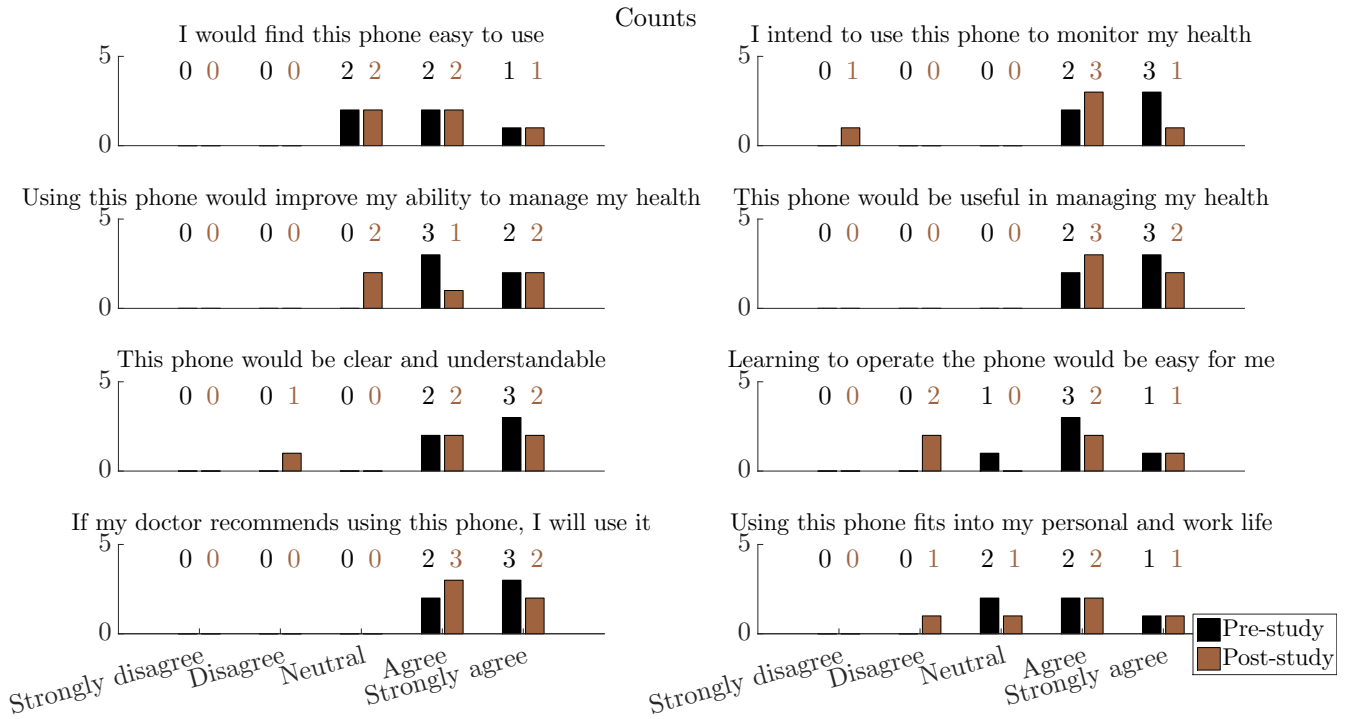 Counts
I would find this phone easy to use
5
0 0 0 0 2 2 2 2 1 1
0
I intend to use this phone to monitor my health
5
0 1 0 0 0 0 2 3 3 1
0
Using this phone would improve my ability to manage my health
5
0 0 0 0 0 2 3 1 2 2
0
This phone would be useful in managing my health
5
0 0 0 0 0 0 2 3 3 2
0
This phone would be clear and understandable
5
0 0 0 1 0 0 2 2 3 2
0
Learning to operate the phone would be easy for me
5
0 0 0 2 1 0 3 2 1 1
0
If my doctor recommends using this phone, I will use it
5
0 0 0 0 0 0 2 3 3 2
0
Strongly disagree
Disagree
Neutral
Agree
Strongly agree
Using this phone fits into my personal and work life
5
0 0 0 1 2 1 2 2 1 1
0
Strongly disagree
Disagree
Neutral
Agree
Strongly agree
Pre-study
Post-study